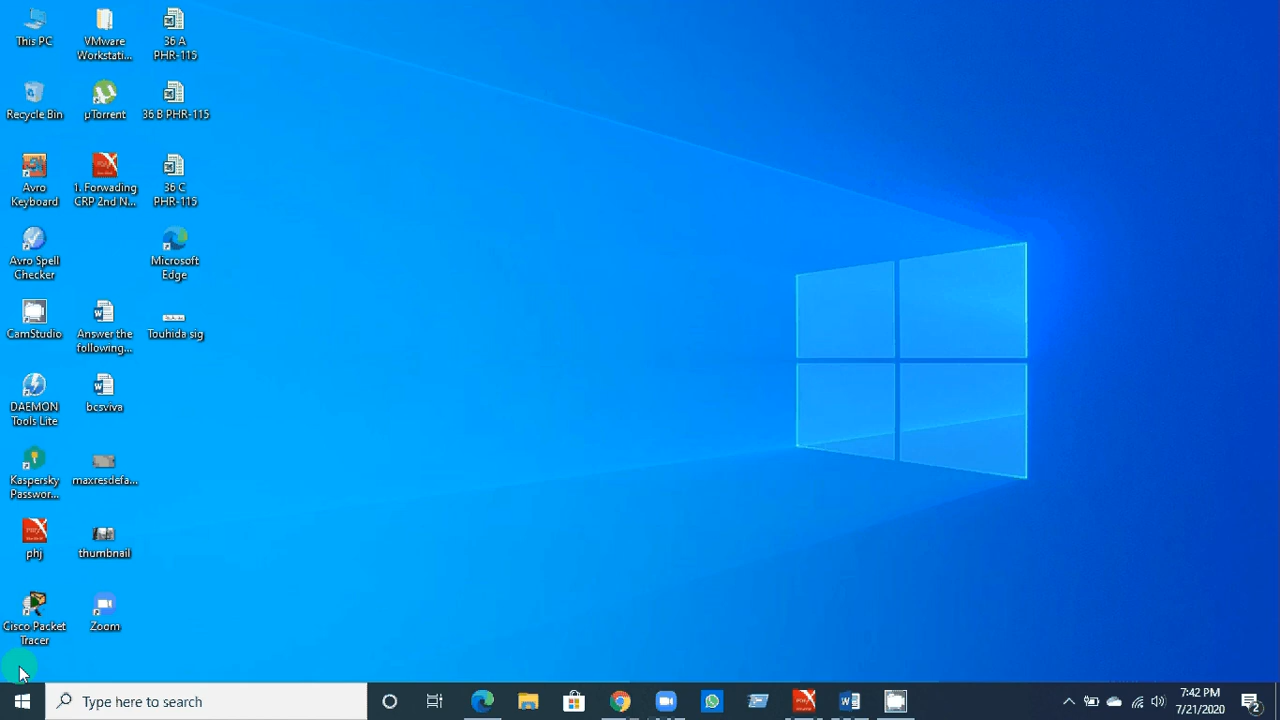 This PC
VMware
Workstati...
36 A
PHR-115
Recycle Bin
µTorrent
36 B PHR-115
Avro
Keyboard
1. Forwading
CRP 2nd N...
36 C
PHR-115
Avro Spell
Checker
Microsoft
Edge
CamStudio
Answer the
following...
Touhida sig
DAEMON
Tools Lite
bcsviva
Kaspersky
Passwor...
maxresdefa...
phj
thumbnail
Cisco Packet
Tracer
Zoom
Type here to search
7:42 PM
7/21/2020
2